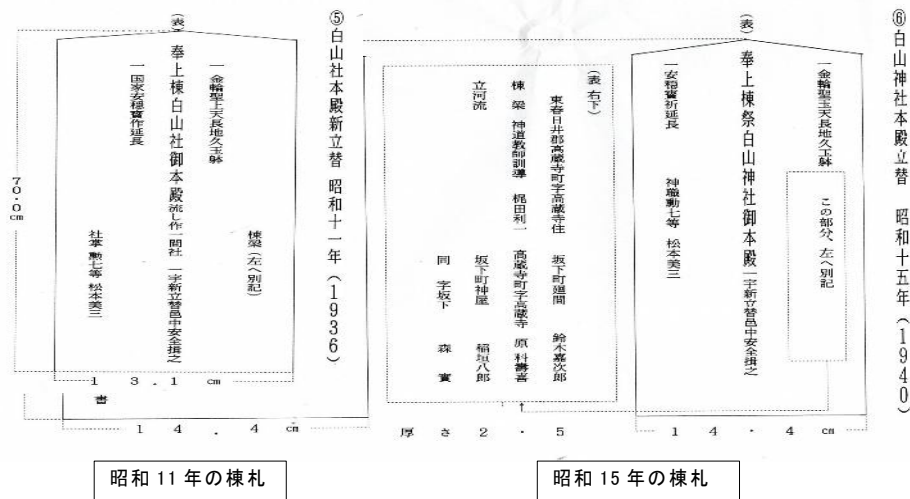 ⑥白山神社本殿立替 昭和十五年(1940)
(表)
一金輪聖玉天長地久玉躰
この部分、左へ別記
奉上棟祭白山神社御本殿一宇新立替邑中安全損之
一安穏寳祈延長 神職勳七等 松本美三
14.4cm
(表 右下)
東春日井郡高蔵寺町字高蔵寺住 坂下町廻間 鈴木嘉次郎
棟梁 神道教師訓導 梶田利一 高蔵寺町字高蔵寺 原科壽喜
立河流 坂下町神屋 稲垣八郎
同 字坂下 森 實
厚さ2.5
⑤白山社本殿新立替 昭和十一年(1936)
(表)
一金輪聖上天長地久玉躰
棟梁(左へ別記)
奉上棟白山社御本殿流し作一間社 一宇新立替邑中安全損之
一国家安穏寳作延長
社掌 勳七等 松本美三
70.0cm
13.1cm
書
14.4cm
昭和11年の棟札
昭和15年の棟札